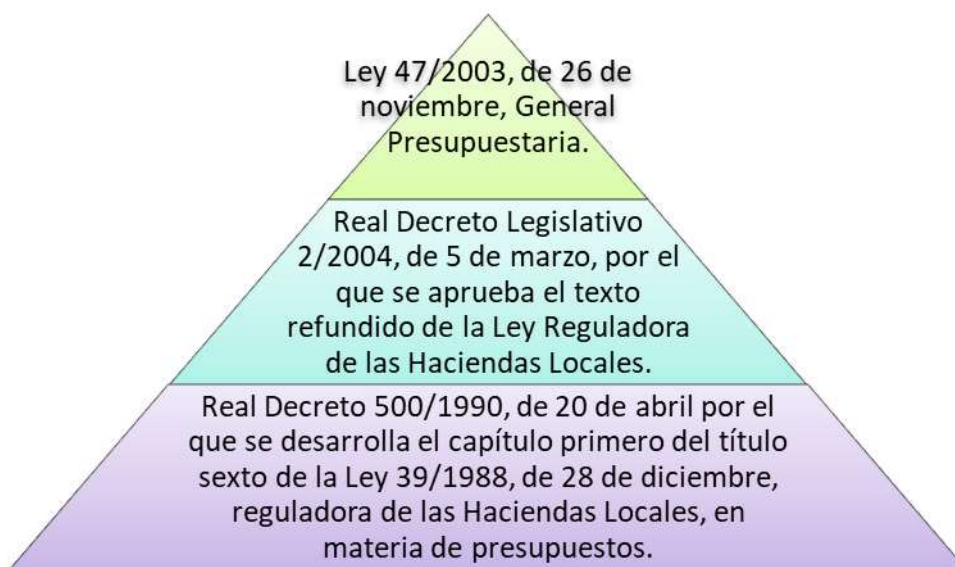 Ley 47/2003, de 26 de
noviembre, General
Presupuestaria.
Real Decreto Legislativo
2/2004, de 5 de marzo, por el
que se aprueba el texto
refundido de la Ley Reguladora
de las Haciendas Locales.
Real Decreto 500/1990, de 20 de abril por el
que se desarrolla el capítulo primero del título
sexto de la Ley 39/1988, de 28 de diciembre,
reguladora de las Haciendas Locales, en
materia de presupuestos.